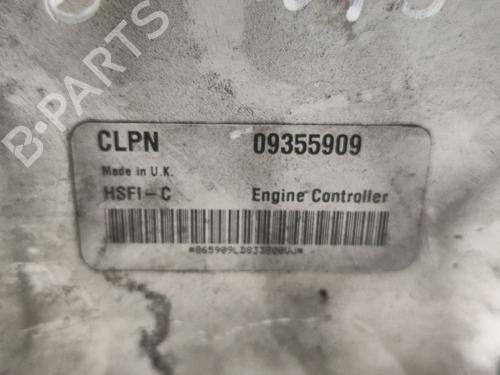 CLPN 09355909
Made in U.K.
HSFI-C Engine Controller
B-PARTS